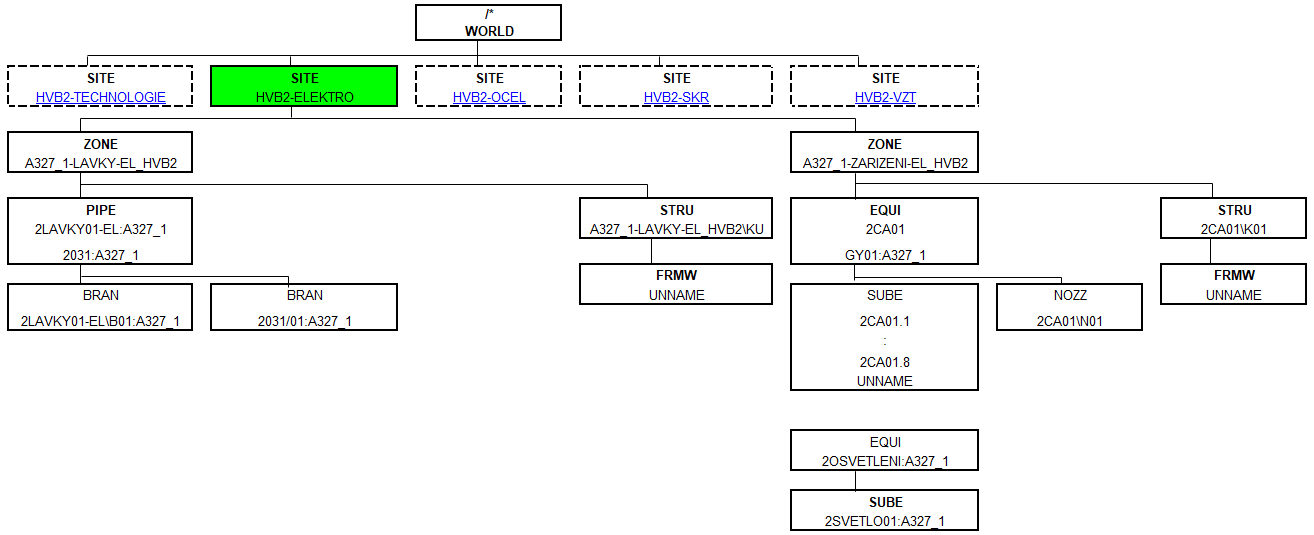 /*
WORLD
SITE
HVB2-TECHNOLOGIE
SITE
HVB2-ELEKTRO
SITE
HVB2-OCEL
SITE
HVB2-SKR
SITE
HVB2-VZT
ZONE
A327_1-LAVKY-EL_HVB2
ZONE
A327_1-ZARIZENI-EL_HVB2
PIPE
2LAVKY01-EL:A327_1
2031:A327_1
STRU
A327_1-LAVKY-EL_HVB2\KU
EQUI
2CA01
GY01:A327_1
STRU
2CA01\K01
BRAN
2LAVKY01-EL\B01:A327_1
BRAN
2031/01:A327_1
FRMW
UNNAME
SUBE
2CA01.1
:
2CA01.8
UNNAME
NOZZ
2CA01\N01
FRMW
UNNAME
EQUI
2OSVETLENI:A327_1
SUBE
2SVETLO01:A327_1